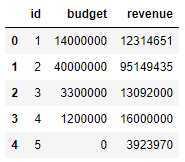 id budget revenue
0 1 14000000 12314651
1 2 40000000 95149435
2 3 3300000 13092000
3 4 1200000 16000000
4 5 0 3923970